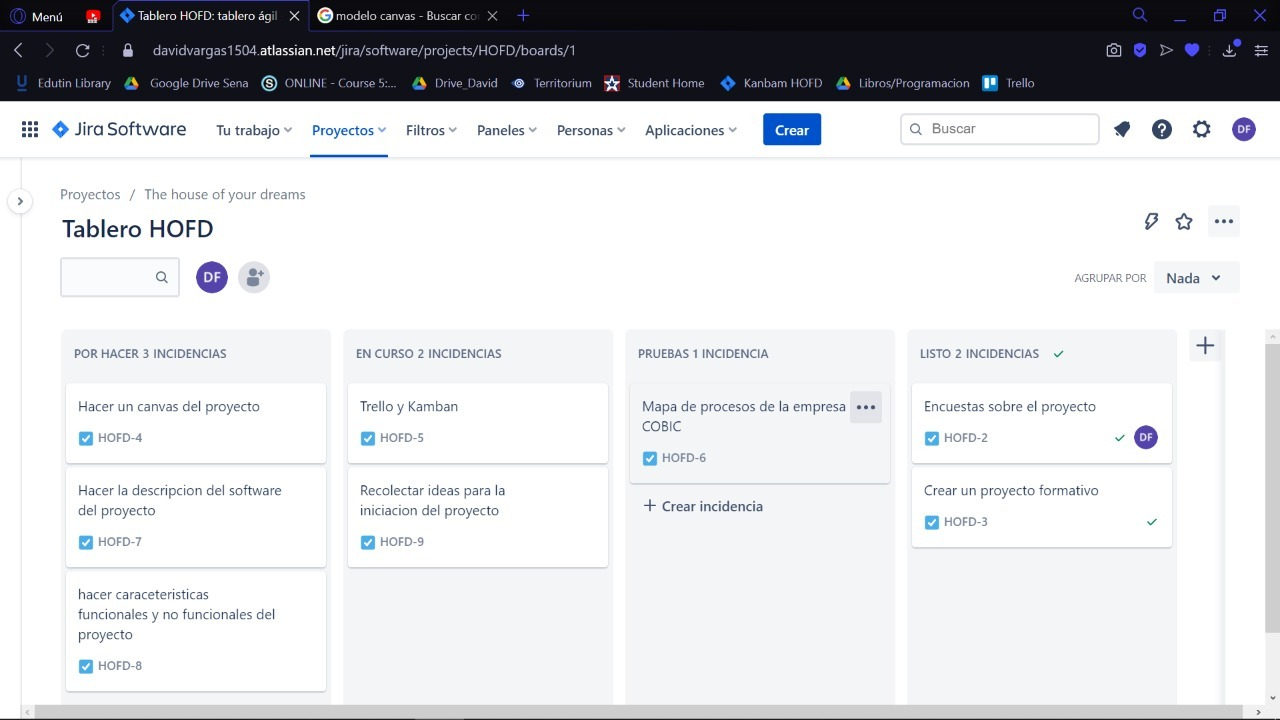 Menú
Tablero HOFD: tablero ágil
modelo canvas - Buscar co
davidvargas1504.atlassian.net/jira/software/projects/HOFD/boards/1
Edutin Library
Google Drive Sena
ONLINE - Course 5:...
Drive_David
Territorium
Student Home
Kanbam HOFD
Libros/Programacion
Trello
Jira Software
Tu trabajo
Proyectos
Filtros
Paneles
Personas
Aplicaciones
Crear
Buscar
DF
Proyectos / The house of your dreams
Tablero HOFD
DF
AGRUPAR POR
Nada
POR HACER 3 INCIDENCIAS
Hacer un canvas del proyecto
HOFD-4
Hacer la descripcion del software
del proyecto
HOFD-7
hacer caraceteristicas
funcionales y no funcionales del
proyecto
HOFD-8
EN CURSO 2 INCIDENCIAS
Trello y Kamban
HOFD-5
Recolectar ideas para la
iniciacion del proyecto
HOFD-9
PRUEBAS 1 INCIDENCIA
Mapa de procesos de la empresa
COBIC
HOFD-6
+ Crear incidencia
LISTO 2 INCIDENCIAS
Encuestas sobre el proyecto
HOFD-2
DF
Crear un proyecto formativo
HOFD-3